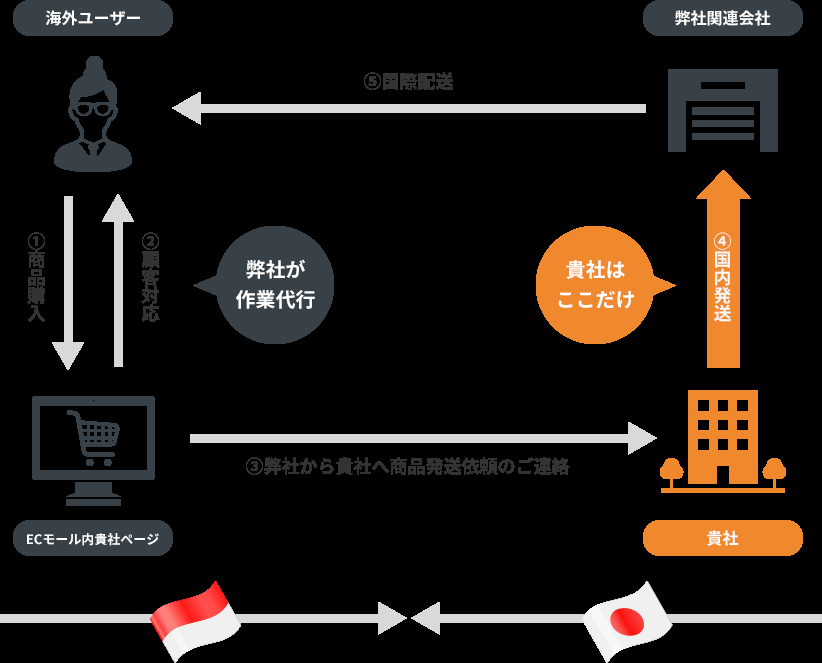 海外ユーザー
弊社関連会社
⑤国際配送
①商品購入
②顧客対応
弊社が
作業代行
貴社は
ここだけ
④国内発送
③弊社から貴社へ商品発送依頼のご連絡
ECモール内貴社ページ
貴社